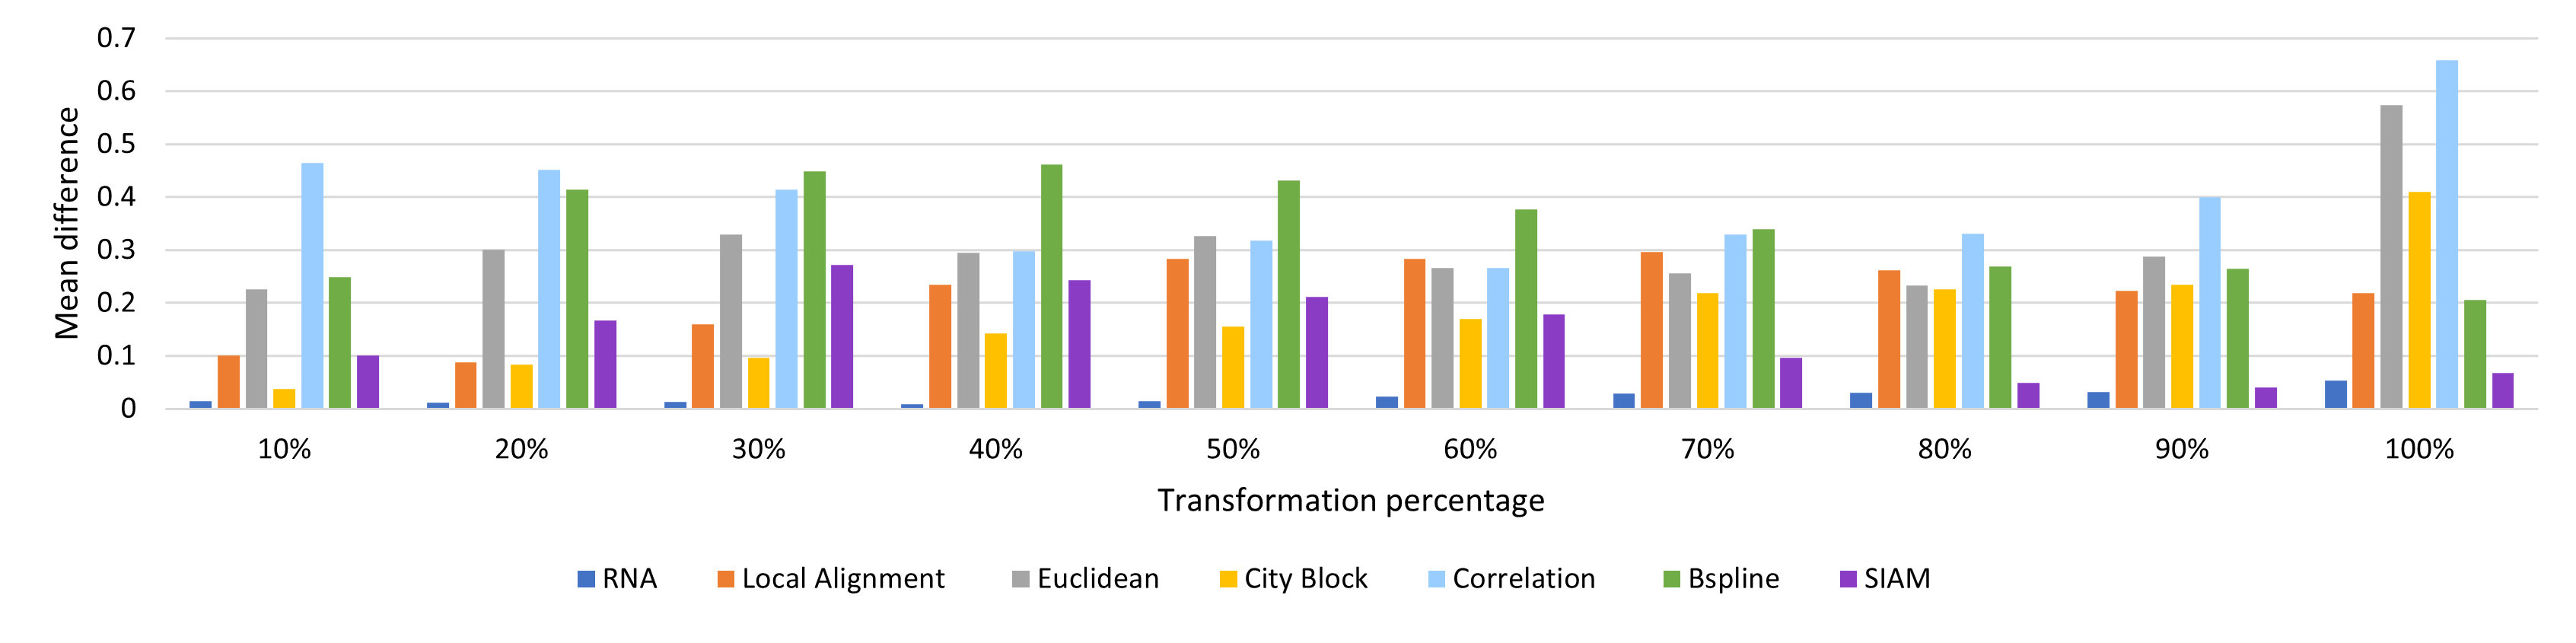 0.7
0.6
0.5
0.4
0.3
0.2
0.1
0
Mean difference
10% 20% 30% 40% 50% 60% 70% 80% 90% 100%
Transformation percentage
RNA Local Alignment Euclidean City Block Correlation Bspline SIAM